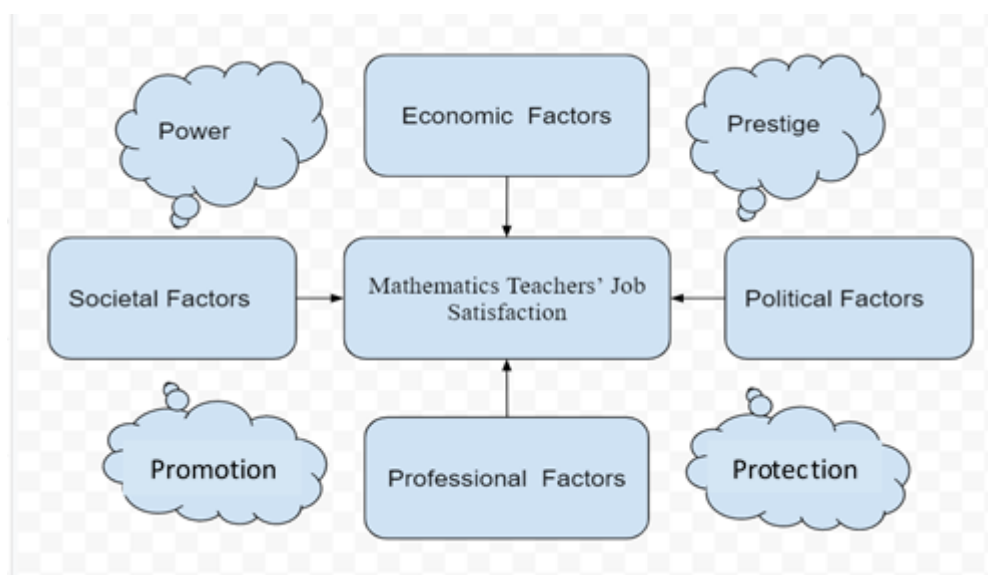 Power
Economic Factors
Prestige
Societal Factors
Mathematics Teachers’ Job
Satisfaction
Political Factors
Promotion
Professional Factors
Protection